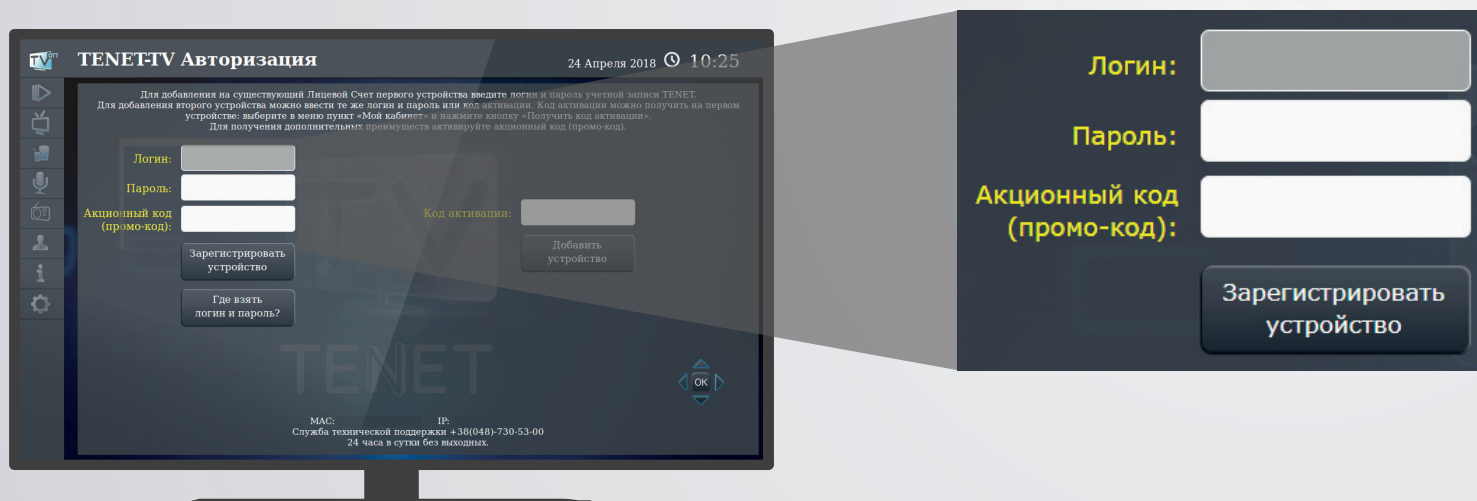 TV OTT
TENET-TV Авторизация
24 Апреля 2018 10:25
Для добавления на существующий Лицевой Счет первого устройства введите логин и пароль учетной записи TENET.
Для добавления второго устройства можно ввести те же логин и пароль или код активации. Код активации можно получить на первом
устройстве: выберите в меню пункт «Мой кабинет» и нажмите кнопку «Получить код активации».
Для получения дополнительных преимуществ активируйте акционный код (промо-код).
Логин:
Пароль:
Акционный код
(промо-код):
Зарегистрировать
устройство
Где взять
логин и пароль?
Код активации:
Добавить
устройство
TV
TENET
OK
MAC: IP:
Служба технической поддержки +38(048)-730-53-00
24 часа в сутки без выходных.
Логин:
Пароль:
Акционный код
(промо-код):
Зарегистрировать
устройство